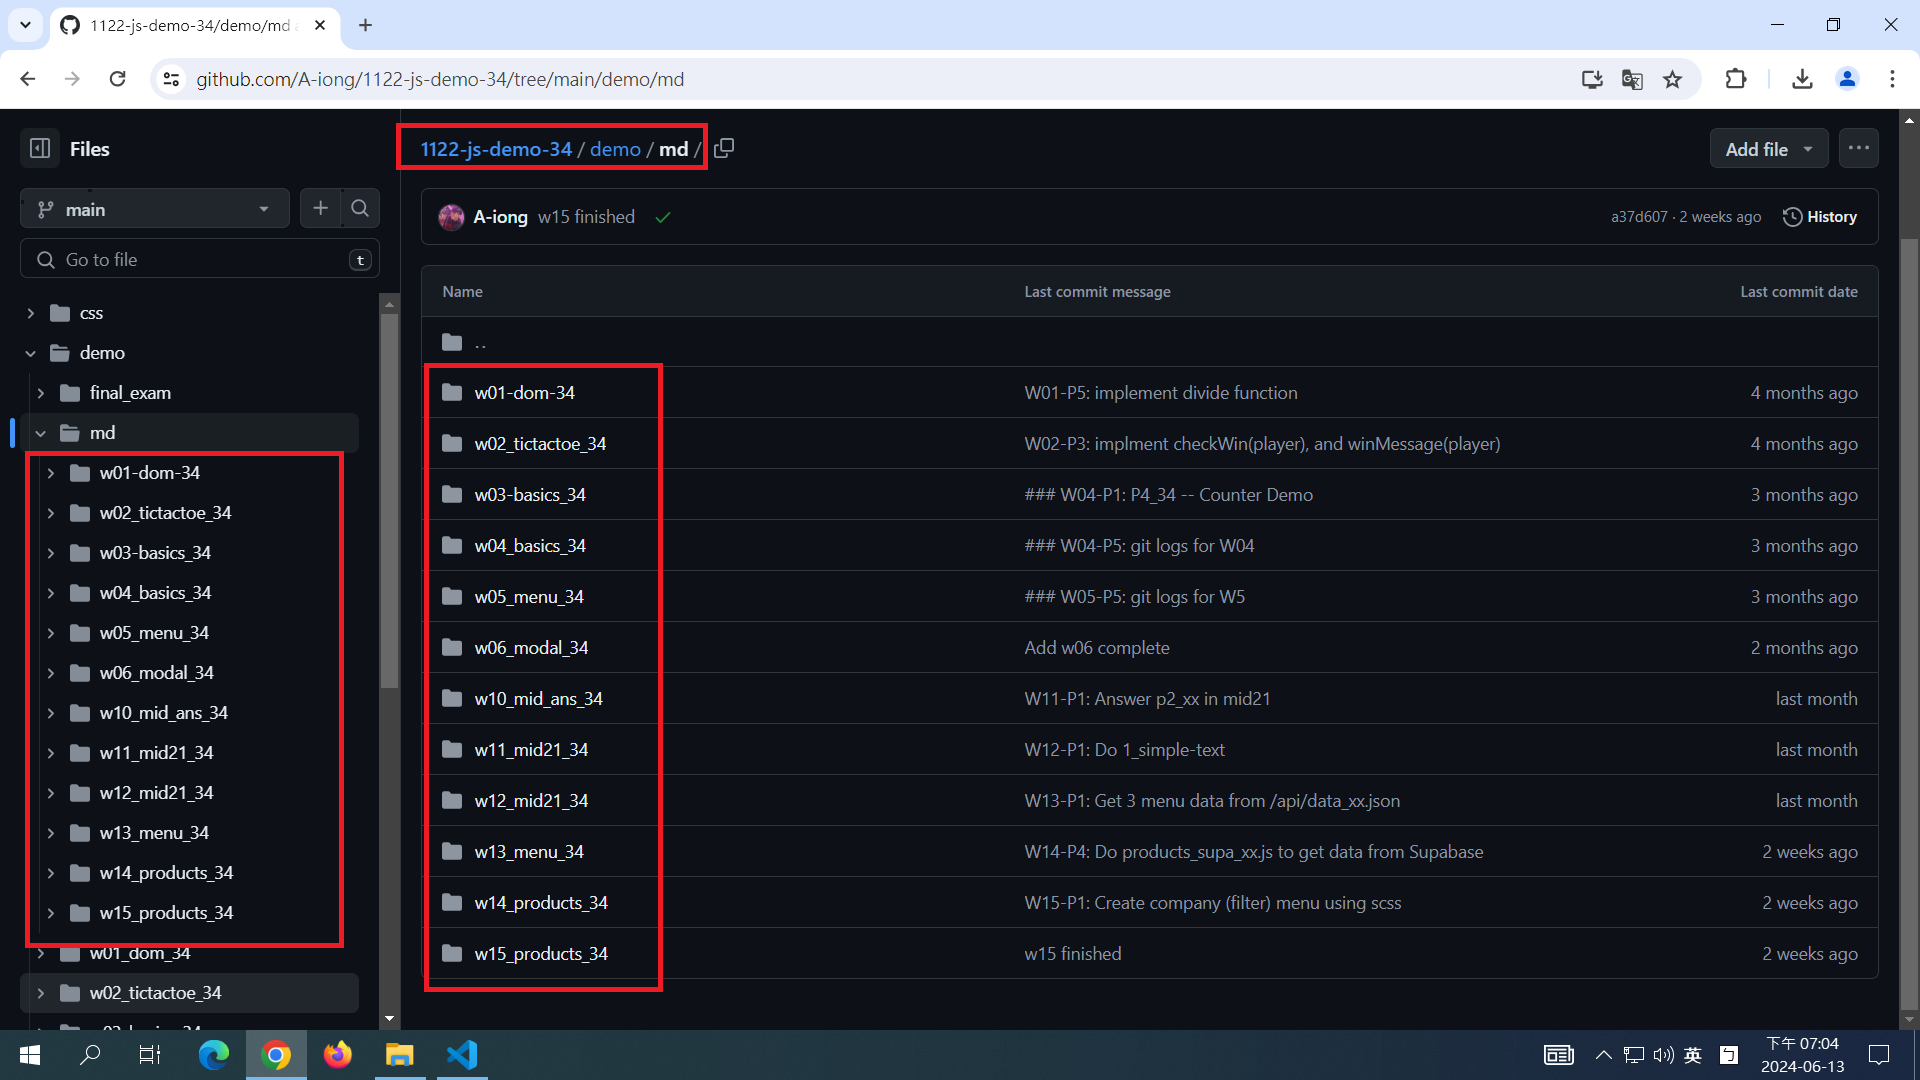 1122-js-demo-34/demo/md a
github.com/A-iong/1122-js-demo-34/tree/main/demo/md
Files
main
Go to file
t
css
demo
final_exam
md
w01-dom-34
w02_tictactoe_34
w03-basics_34
w04_basics_34
w05_menu_34
w06_modal_34
w10_mid_ans_34
w11_mid21_34
w12_mid21_34
w13_menu_34
w14_products_34
w15_products_34
w01_dom_34
w02_tictactoe_34
1122-js-demo-34 / demo / md /
Add file
A-iong w15 finished
a37d607 · 2 weeks ago
History
Name Last commit message Last commit date
..
w01-dom-34 W01-P5: implement divide function 4 months ago
w02_tictactoe_34 W02-P3: implment checkWin(player), and winMessage(player) 4 months ago
w03-basics_34 ### W04-P1: P4_34 -- Counter Demo 3 months ago
w04_basics_34 ### W04-P5: git logs for W04 3 months ago
w05_menu_34 ### W05-P5: git logs for W5 3 months ago
w06_modal_34 Add w06 complete 2 months ago
w10_mid_ans_34 W11-P1: Answer p2_xx in mid21 last month
w11_mid21_34 W12-P1: Do 1_simple-text last month
w12_mid21_34 W13-P1: Get 3 menu data from /api/data_xx.json last month
w13_menu_34 W14-P4: Do products_supa_xx.js to get data from Supabase 2 weeks ago
w14_products_34 W15-P1: Create company (filter) menu using scss 2 weeks ago
w15_products_34 w15 finished 2 weeks ago
英
ㄅ
下午 07:04
2024-06-13